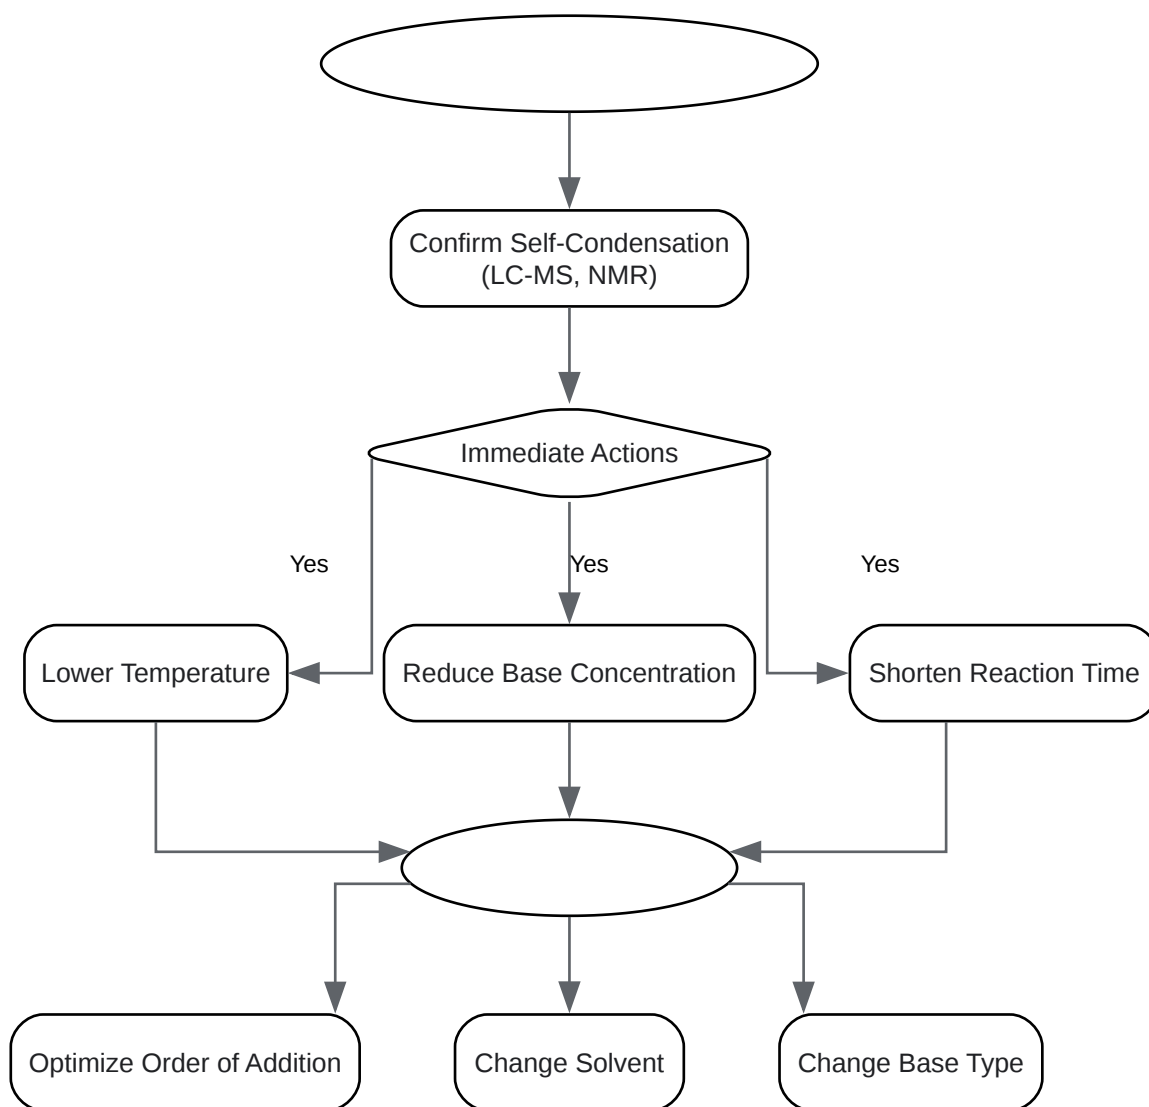 Confirm Self-Condensation
(LC-MS, NMR)
Immediate Actions
Yes
Yes
Yes
Lower Temperature
Reduce Base Concentration
Shorten Reaction Time
Optimize Order of Addition
Change Solvent
Change Base Type